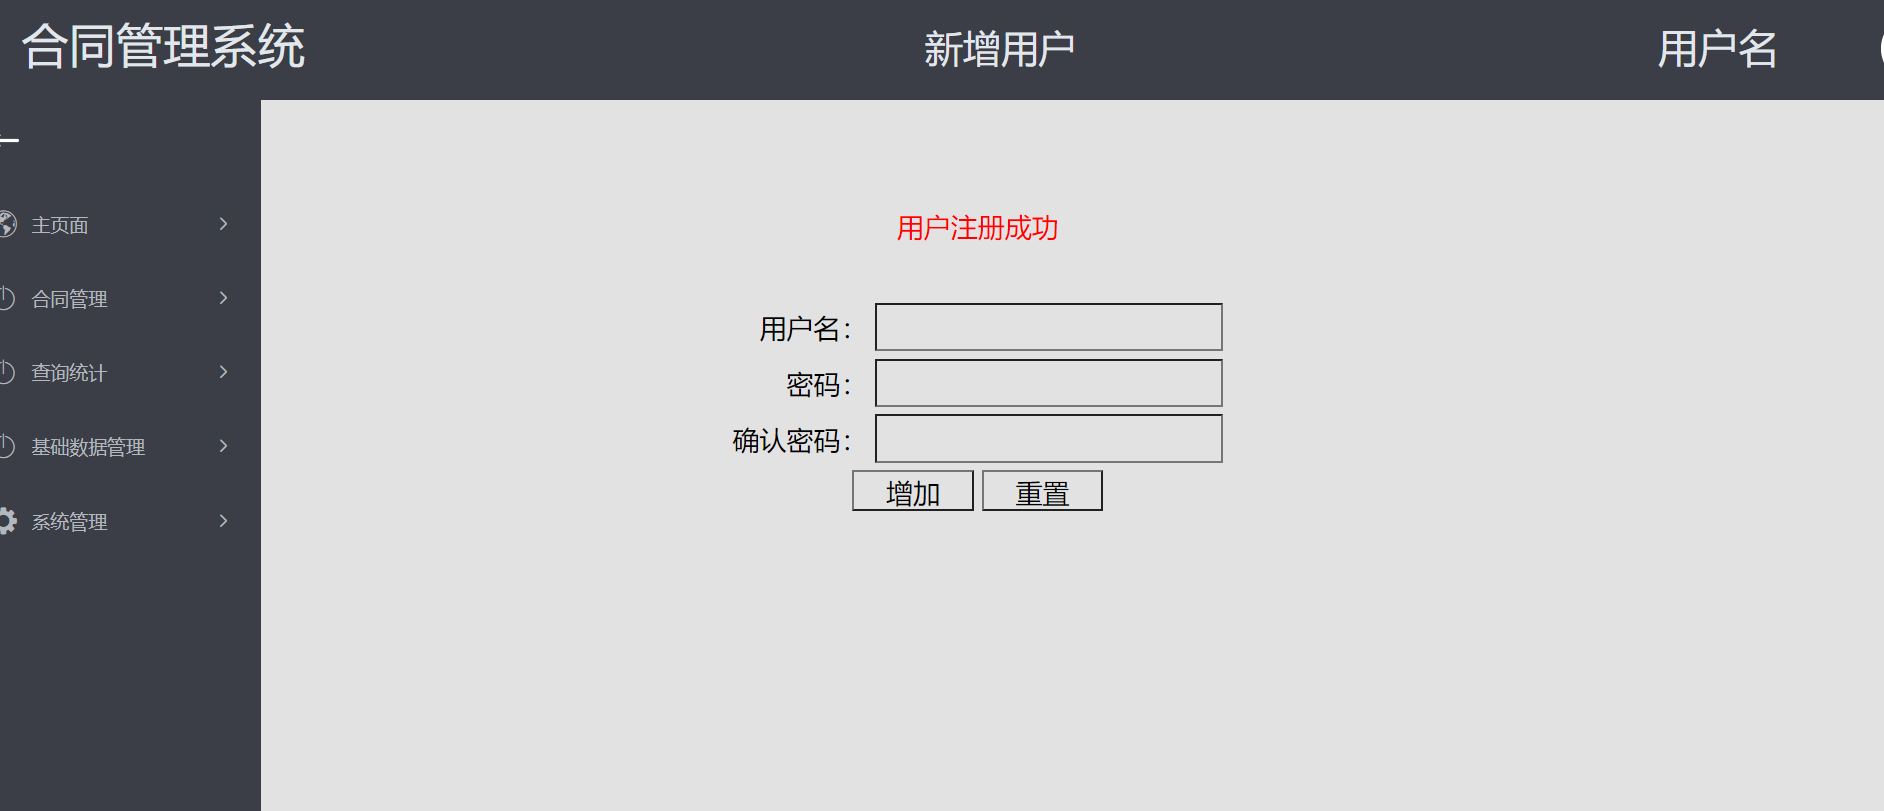 合同管理系统
新增用户
用户名
主页面
合同管理
查询统计
基础数据管理
系统管理
用户注册成功
用户名：
密码：
确认密码：
增加
重置